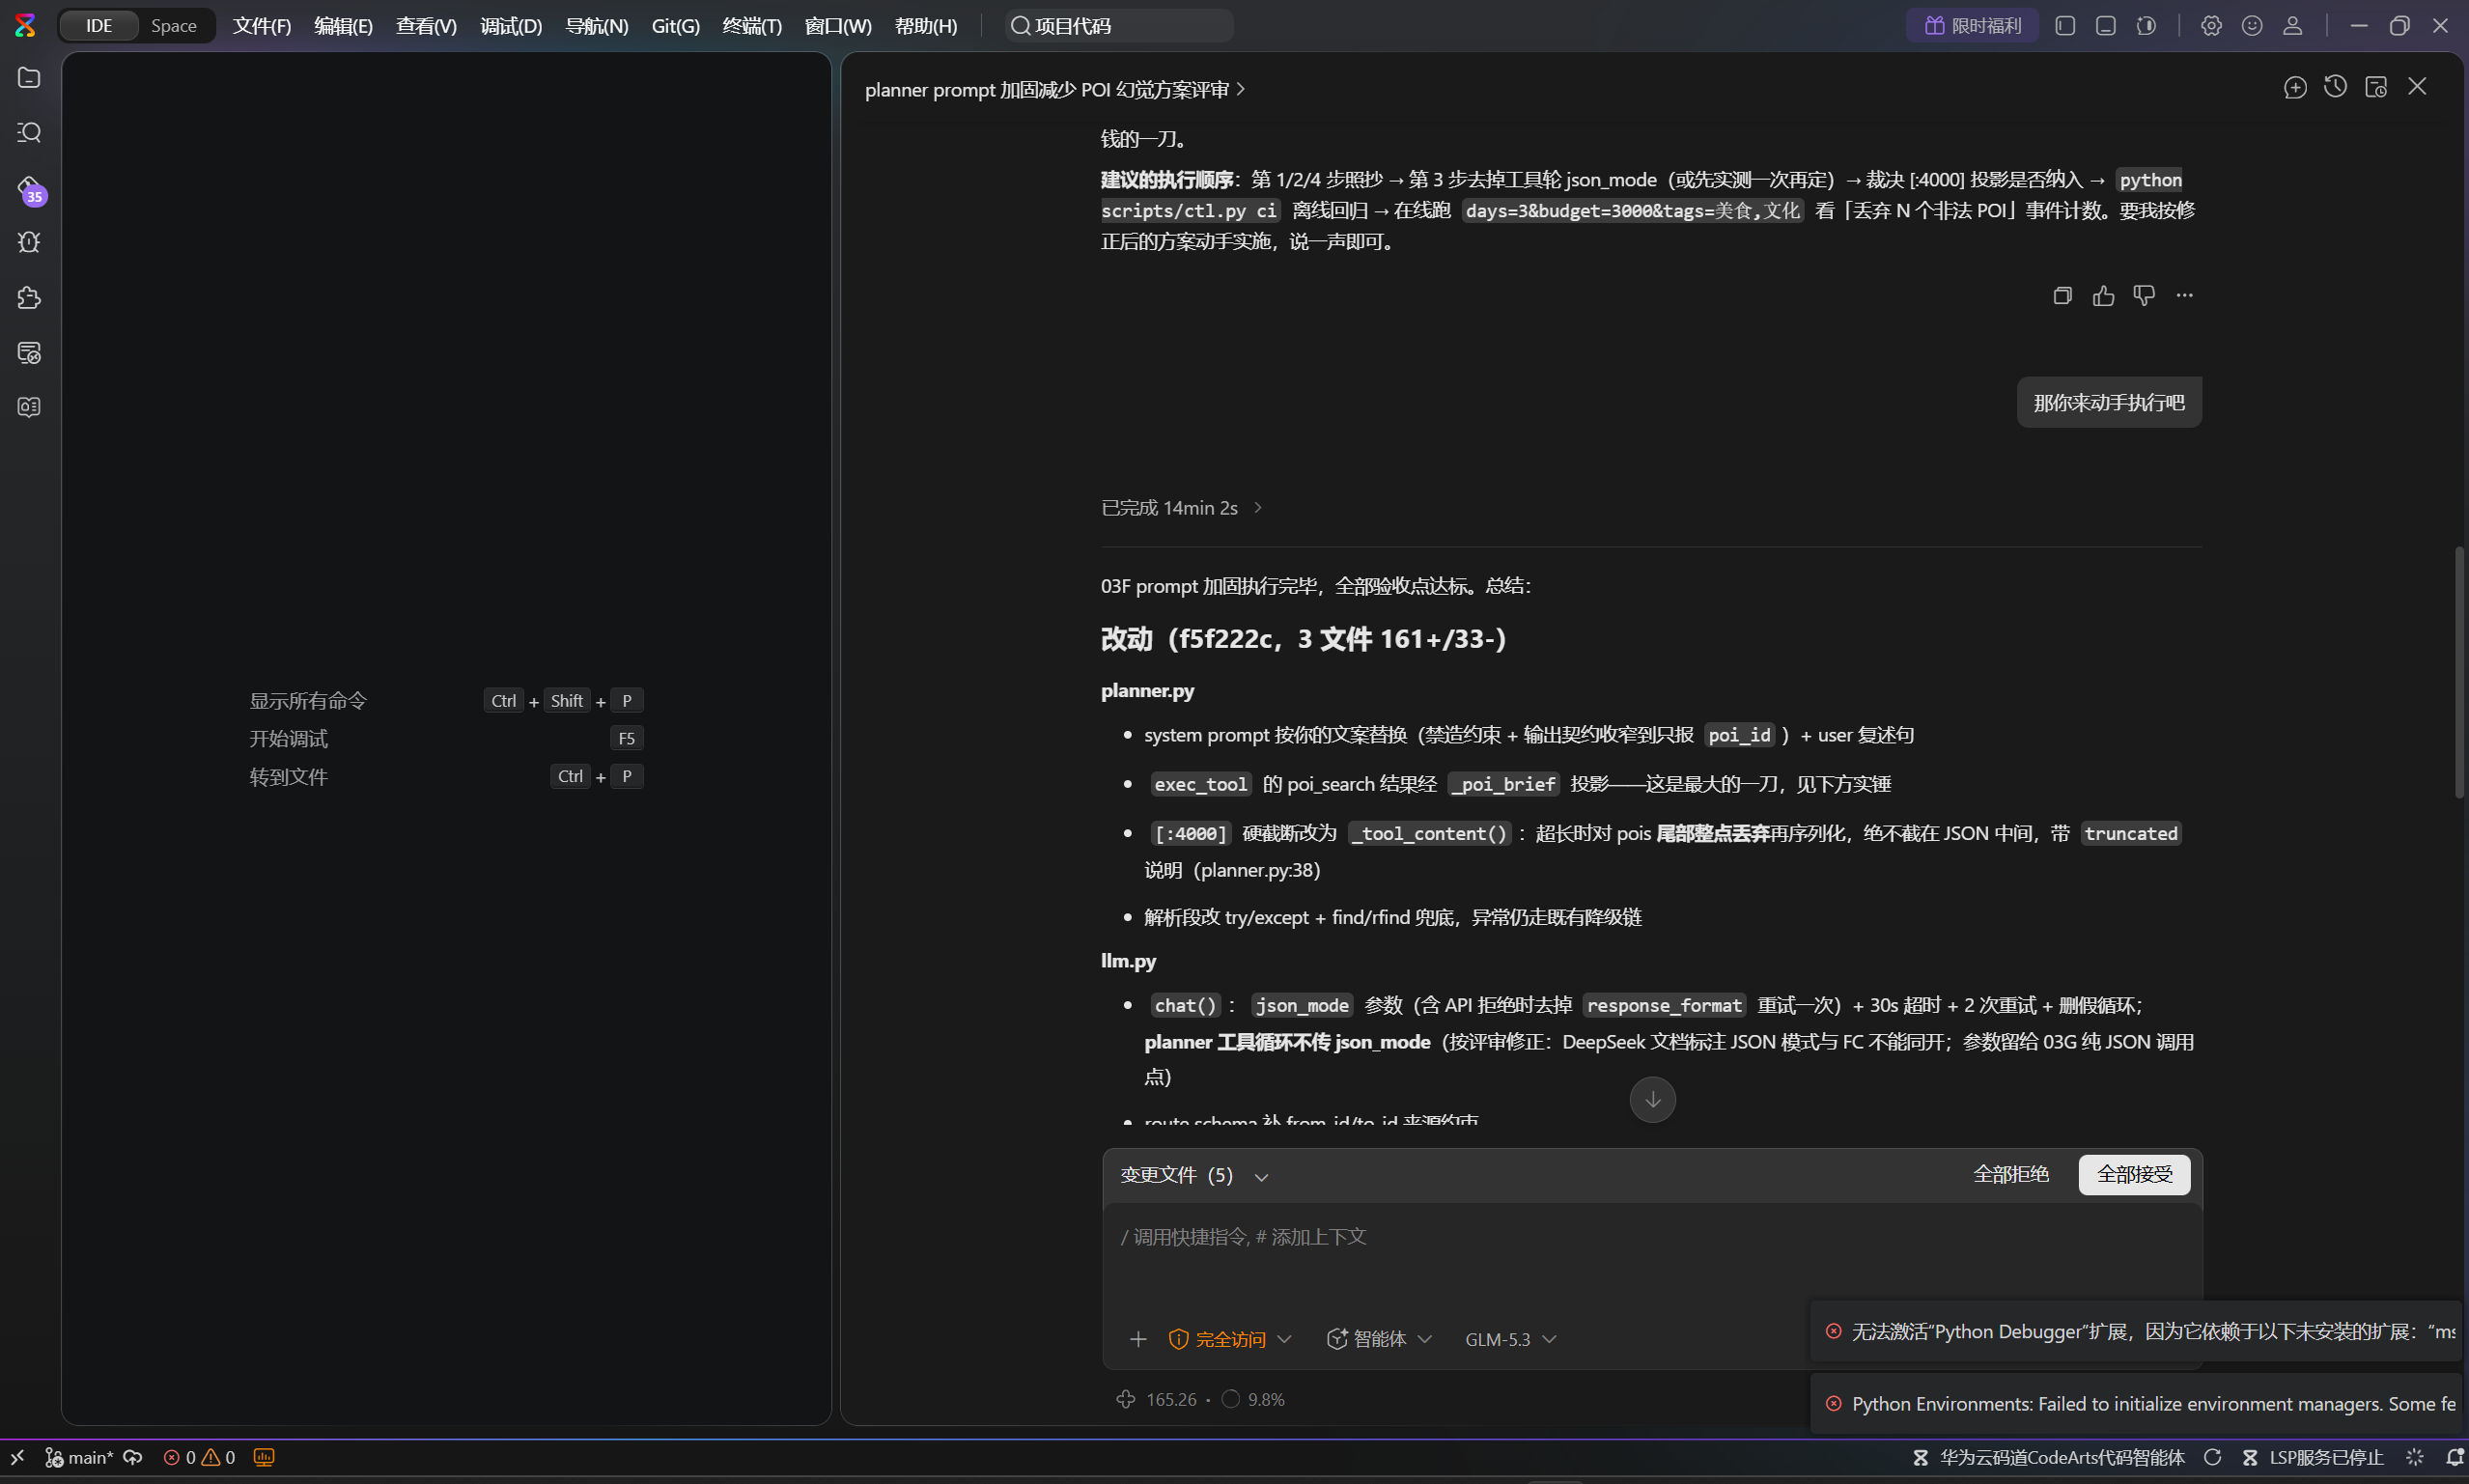 IDE Space 文件(F) 编辑(E) 查看(V) 调试(D) 导航(N) Git(G) 终端(T) 窗口(W) 帮助(H) 项目代码 限时福利
35
显示所有命令 Ctrl + Shift + P
开始调试 F5
转到文件 Ctrl + P
planner prompt 加固减少 POI 幻觉方案评审
钱的一刀。
建议的执行顺序：第 1/2/4 步照抄 → 第 3 步去掉工具轮 json_mode（或先实测一次再定）→ 裁决 [:4000] 投影是否纳入 → python
scripts/ctl.py ci 离线回归 → 在线跑 days=3&budget=3000&tags=美食,文化 看「丢弃 N 个非法 POI」事件计数。要我按修
正后的方案动手实施，说一声即可。
那你来动手执行吧
已完成 14min 2s
03F prompt 加固执行完毕，全部验收点达标。总结：
改动（f5f222c，3 文件 161+/33-）
planner.py
• system prompt 按你的文案替换（禁造约束 + 输出契约收窄到只报 poi_id ）+ user 复述句
• exec_tool 的 poi_search 结果经 _poi_brief 投影——这是最大的一刀，见下方实锤
• [:4000] 硬截断改为 _tool_content() ：超长时对 pois 尾部整点丢弃再序列化，绝不截在 JSON 中间，带 truncated
说明（planner.py:38）
• 解析段改 try/except + find/rfind 兜底，异常仍走既有降级链
llm.py
• chat() ： json_mode 参数（含 API 拒绝时去掉 response_format 重试一次）+ 30s 超时 + 2 次重试 + 删假循环；
planner 工具循环不传 json_mode（按评审修正：DeepSeek 文档标注 JSON 模式与 FC 不能同开；参数留给 03G 纯 JSON 调用
点）
• route schema 补 from_id/to_id 来源约束
变更文件（5） 全部拒绝 全部接受
/ 调用快捷指令, # 添加上下文
完全访问 智能体 GLM-5.3
无法激活“Python Debugger”扩展，因为它依赖于以下未安装的扩展：“ms
165.26 · 9.8%
Python Environments: Failed to initialize environment managers. Some fe
main* 0 0 华为云码道CodeArts代码智能体 LSP服务已停止